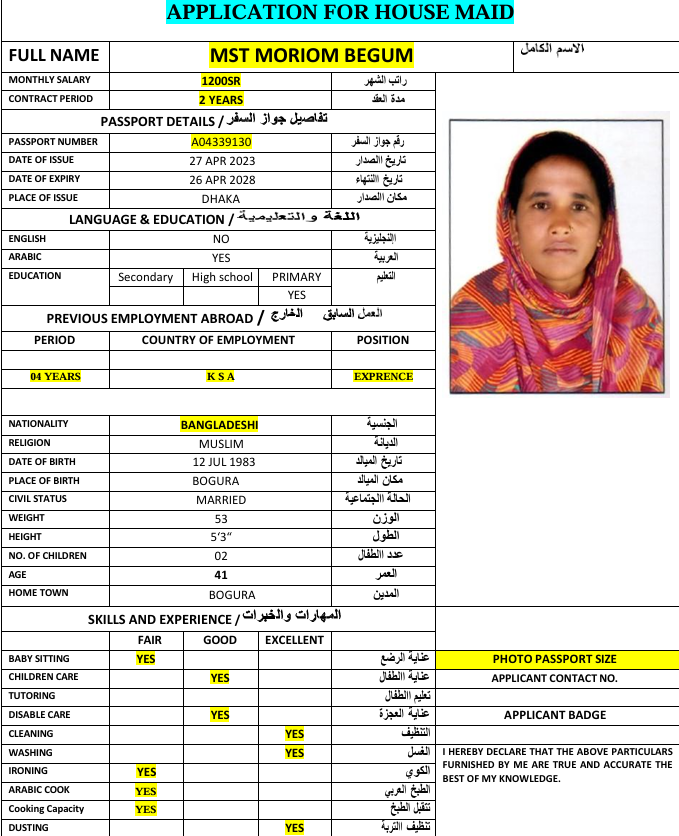 APPLICATION FOR HOUSE MAID
FULL NAME MST MORIOM BEGUM الاسم الكامل
MONTHLY SALARY 1200SR راتب الشهر
CONTRACT PERIOD 2 YEARS مدة العقد
PASSPORT DETAILS / تفاصيل جواز السفر
PASSPORT NUMBER A04339130 رقم جواز السفر
DATE OF ISSUE 27 APR 2023 تاريخ االصدار
DATE OF EXPIRY 26 APR 2028 تاريخ االنتهاء
PLACE OF ISSUE DHAKA مكان االصدار
LANGUAGE & EDUCATION / اللغة والتعليمية
ENGLISH NO االنجليزية
ARABIC YES العربية
EDUCATION Secondary High school PRIMARY التعليم
YES
PREVIOUS EMPLOYMENT ABROAD / العمل السابق الخارج
PERIOD COUNTRY OF EMPLOYMENT POSITION
04 YEARS K S A EXPRENCE
NATIONALITY BANGLADESHI الجنسية
RELIGION MUSLIM الديانة
DATE OF BIRTH 12 JUL 1983 تاريخ الميالد
PLACE OF BIRTH BOGURA مكان الميالد
CIVIL STATUS MARRIED الحالة االجتماعية
WEIGHT 53 الوزن
HEIGHT 5’3“ الطول
NO. OF CHILDREN 02 عدد االطفال
AGE 41 العمر
HOME TOWN BOGURA المدين
SKILLS AND EXPERIENCE / المهارات والخبرات
FAIR GOOD EXCELLENT
BABY SITTING YES عناية الرضع
CHILDREN CARE YES عناية االطفال
TUTORING تعليم االطفال
DISABLE CARE YES عناية العجزة
CLEANING YES التنظيف
WASHING YES الغسل
IRONING YES الكوي
ARABIC COOK YES الطبخ العربي
Cooking Capacity YES تتقبل الطبخ
DUSTING YES تنظيف االتربة
PHOTO PASSPORT SIZE
APPLICANT CONTACT NO.
APPLICANT BADGE
I HEREBY DECLARE THAT THE ABOVE PARTICULARS
FURNISHED BY ME ARE TRUE AND ACCURATE THE
BEST OF MY KNOWLEDGE.